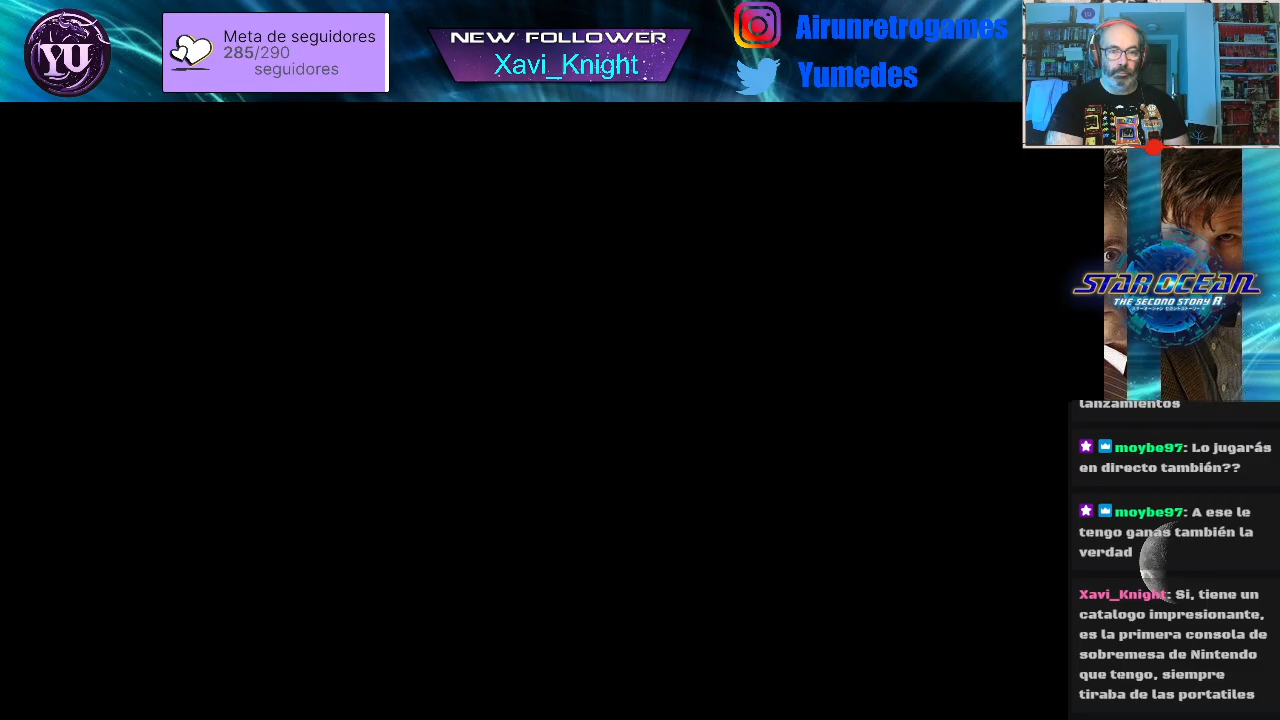 YU
Meta de seguidores
285/290
seguidores
NEW FOLLOWER
Xavi_Knight
Airunretrogames
Yumedes
STAR OCEAN
THE SECOND STORY R
lanzamientos
moybe97: Lo jugarás
en directo también??
moybe97: A ese le
tengo ganas también la
verdad
Xavi_Knight: Si, tiene un
catalogo impresionante,
es la primera consola de
sobremesa de Nintendo
que tengo, siempre
tiraba de las portatiles